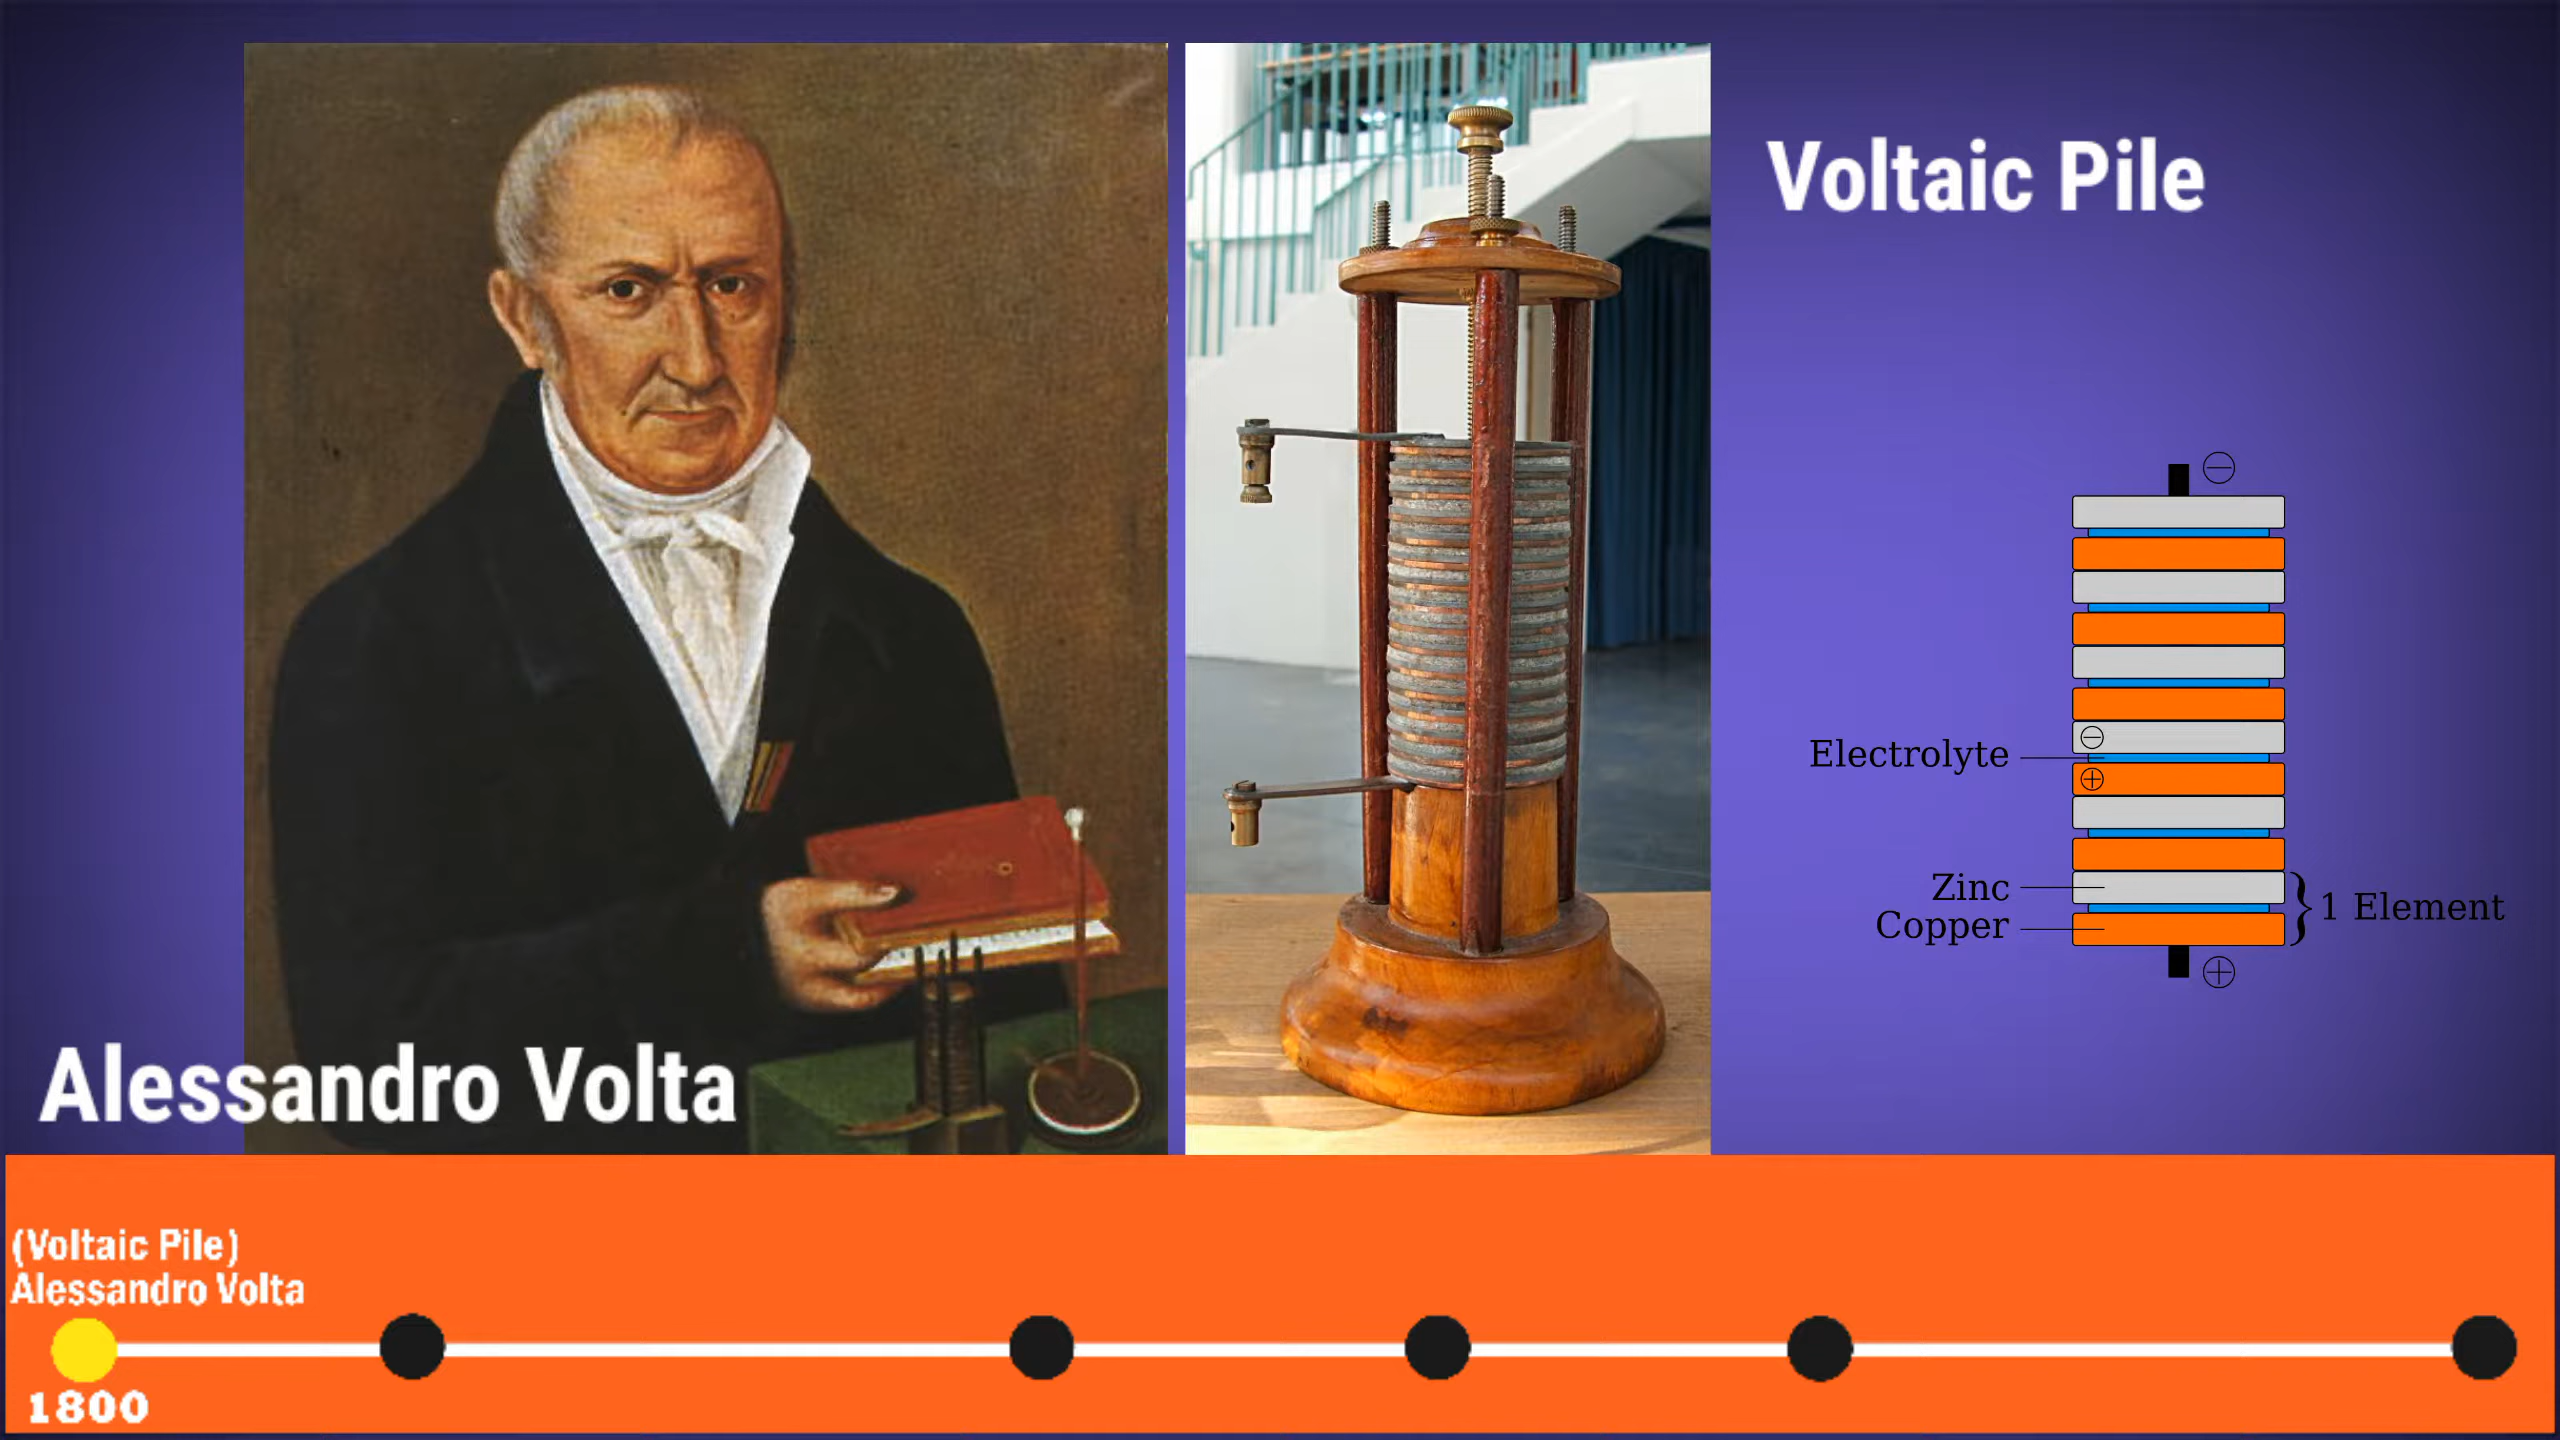 Voltaic Pile
Electrolyte
Zinc
Copper
1 Element
Alessandro Volta
(Voltaic Pile)
Alessandro Volta
1800